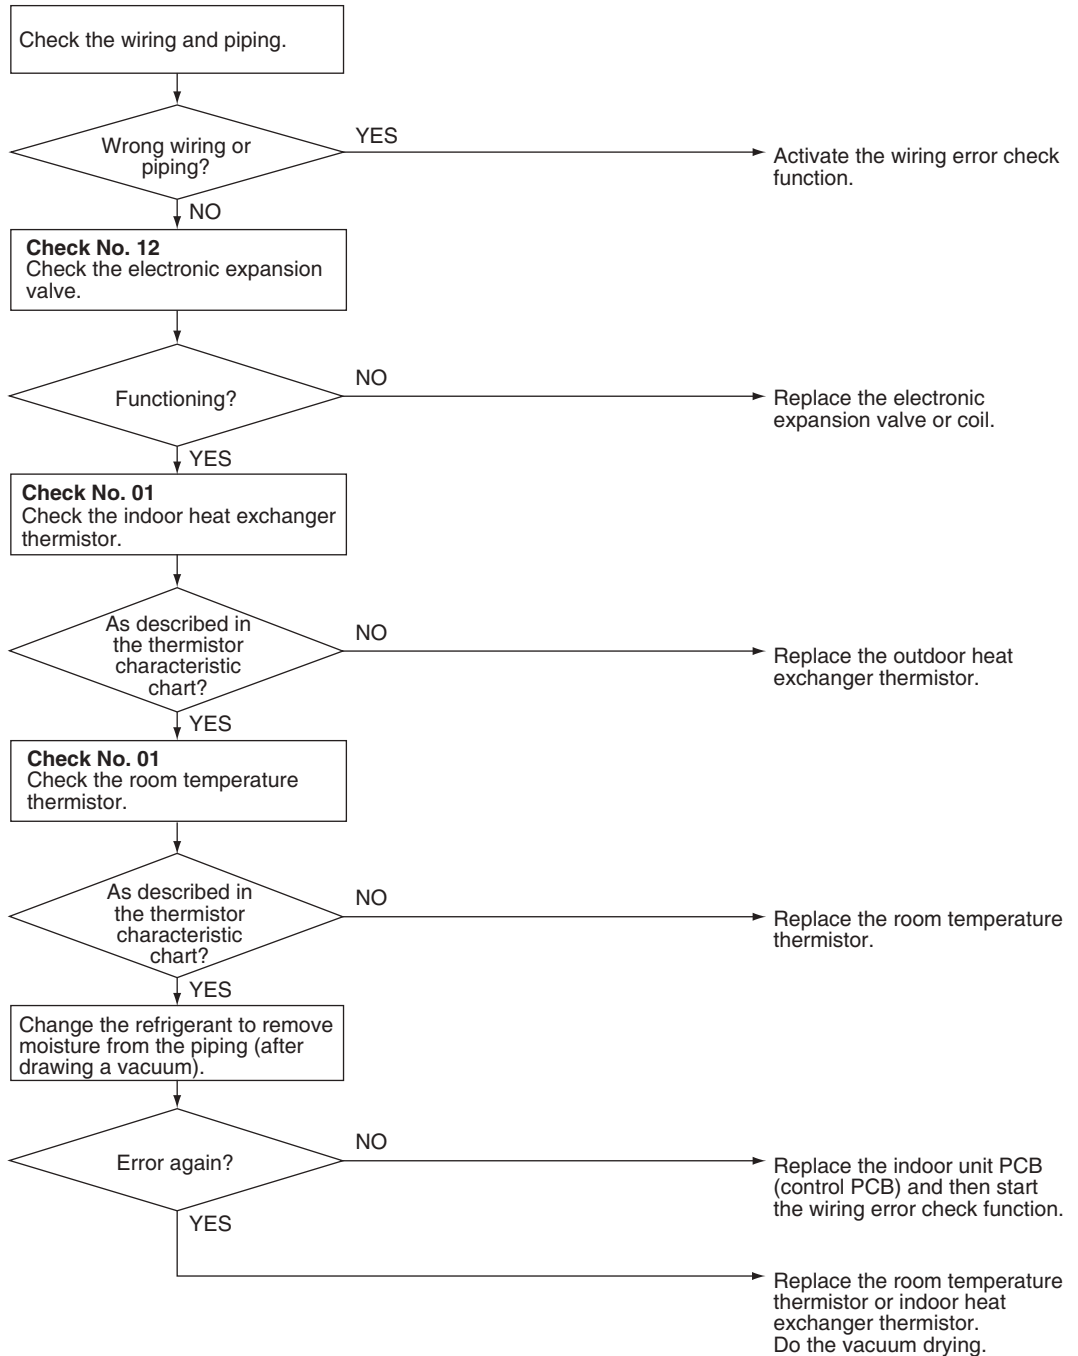 Check the wiring and piping.
Wrong wiring or
piping?
YES
Activate the wiring error check
function.
NO
Check No. 12
Check the electronic expansion
valve.
Functioning?
NO
Replace the electronic
expansion valve or coil.
YES
Check No. 01
Check the indoor heat exchanger
thermistor.
As described in
the thermistor
characteristic
chart?
NO
Replace the outdoor heat
exchanger thermistor.
YES
Check No. 01
Check the room temperature
thermistor.
As described in
the thermistor
characteristic
chart?
NO
Replace the room temperature
thermistor.
YES
Change the refrigerant to remove
moisture from the piping (after
drawing a vacuum).
Error again?
NO
Replace the indoor unit PCB
(control PCB) and then start
the wiring error check function.
YES
Replace the room temperature
thermistor or indoor heat
exchanger thermistor.
Do the vacuum drying.